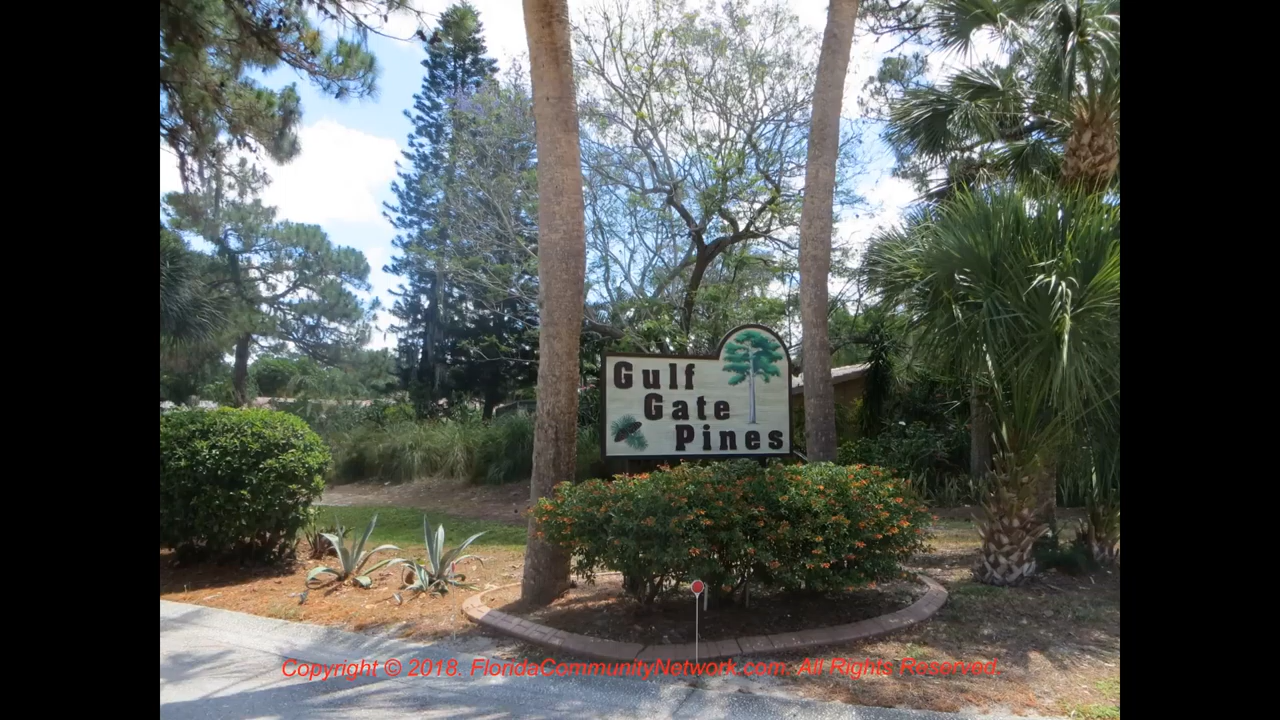 Gulf
Gate
Pines
Copyright © 2018. FloridaCommunityNetwork.com. All Rights Reserved.